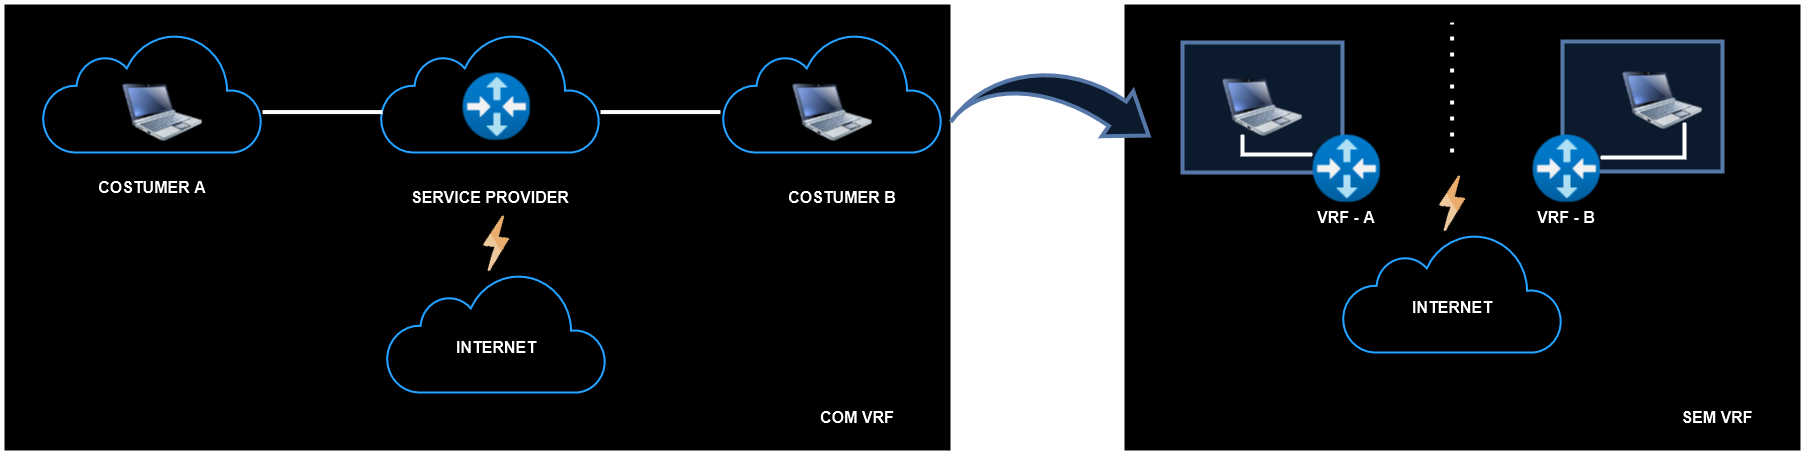 COSTUMER A
SERVICE PROVIDER
COSTUMER B
INTERNET
COM VRF
VRF - A
VRF - B
INTERNET
SEM VRF